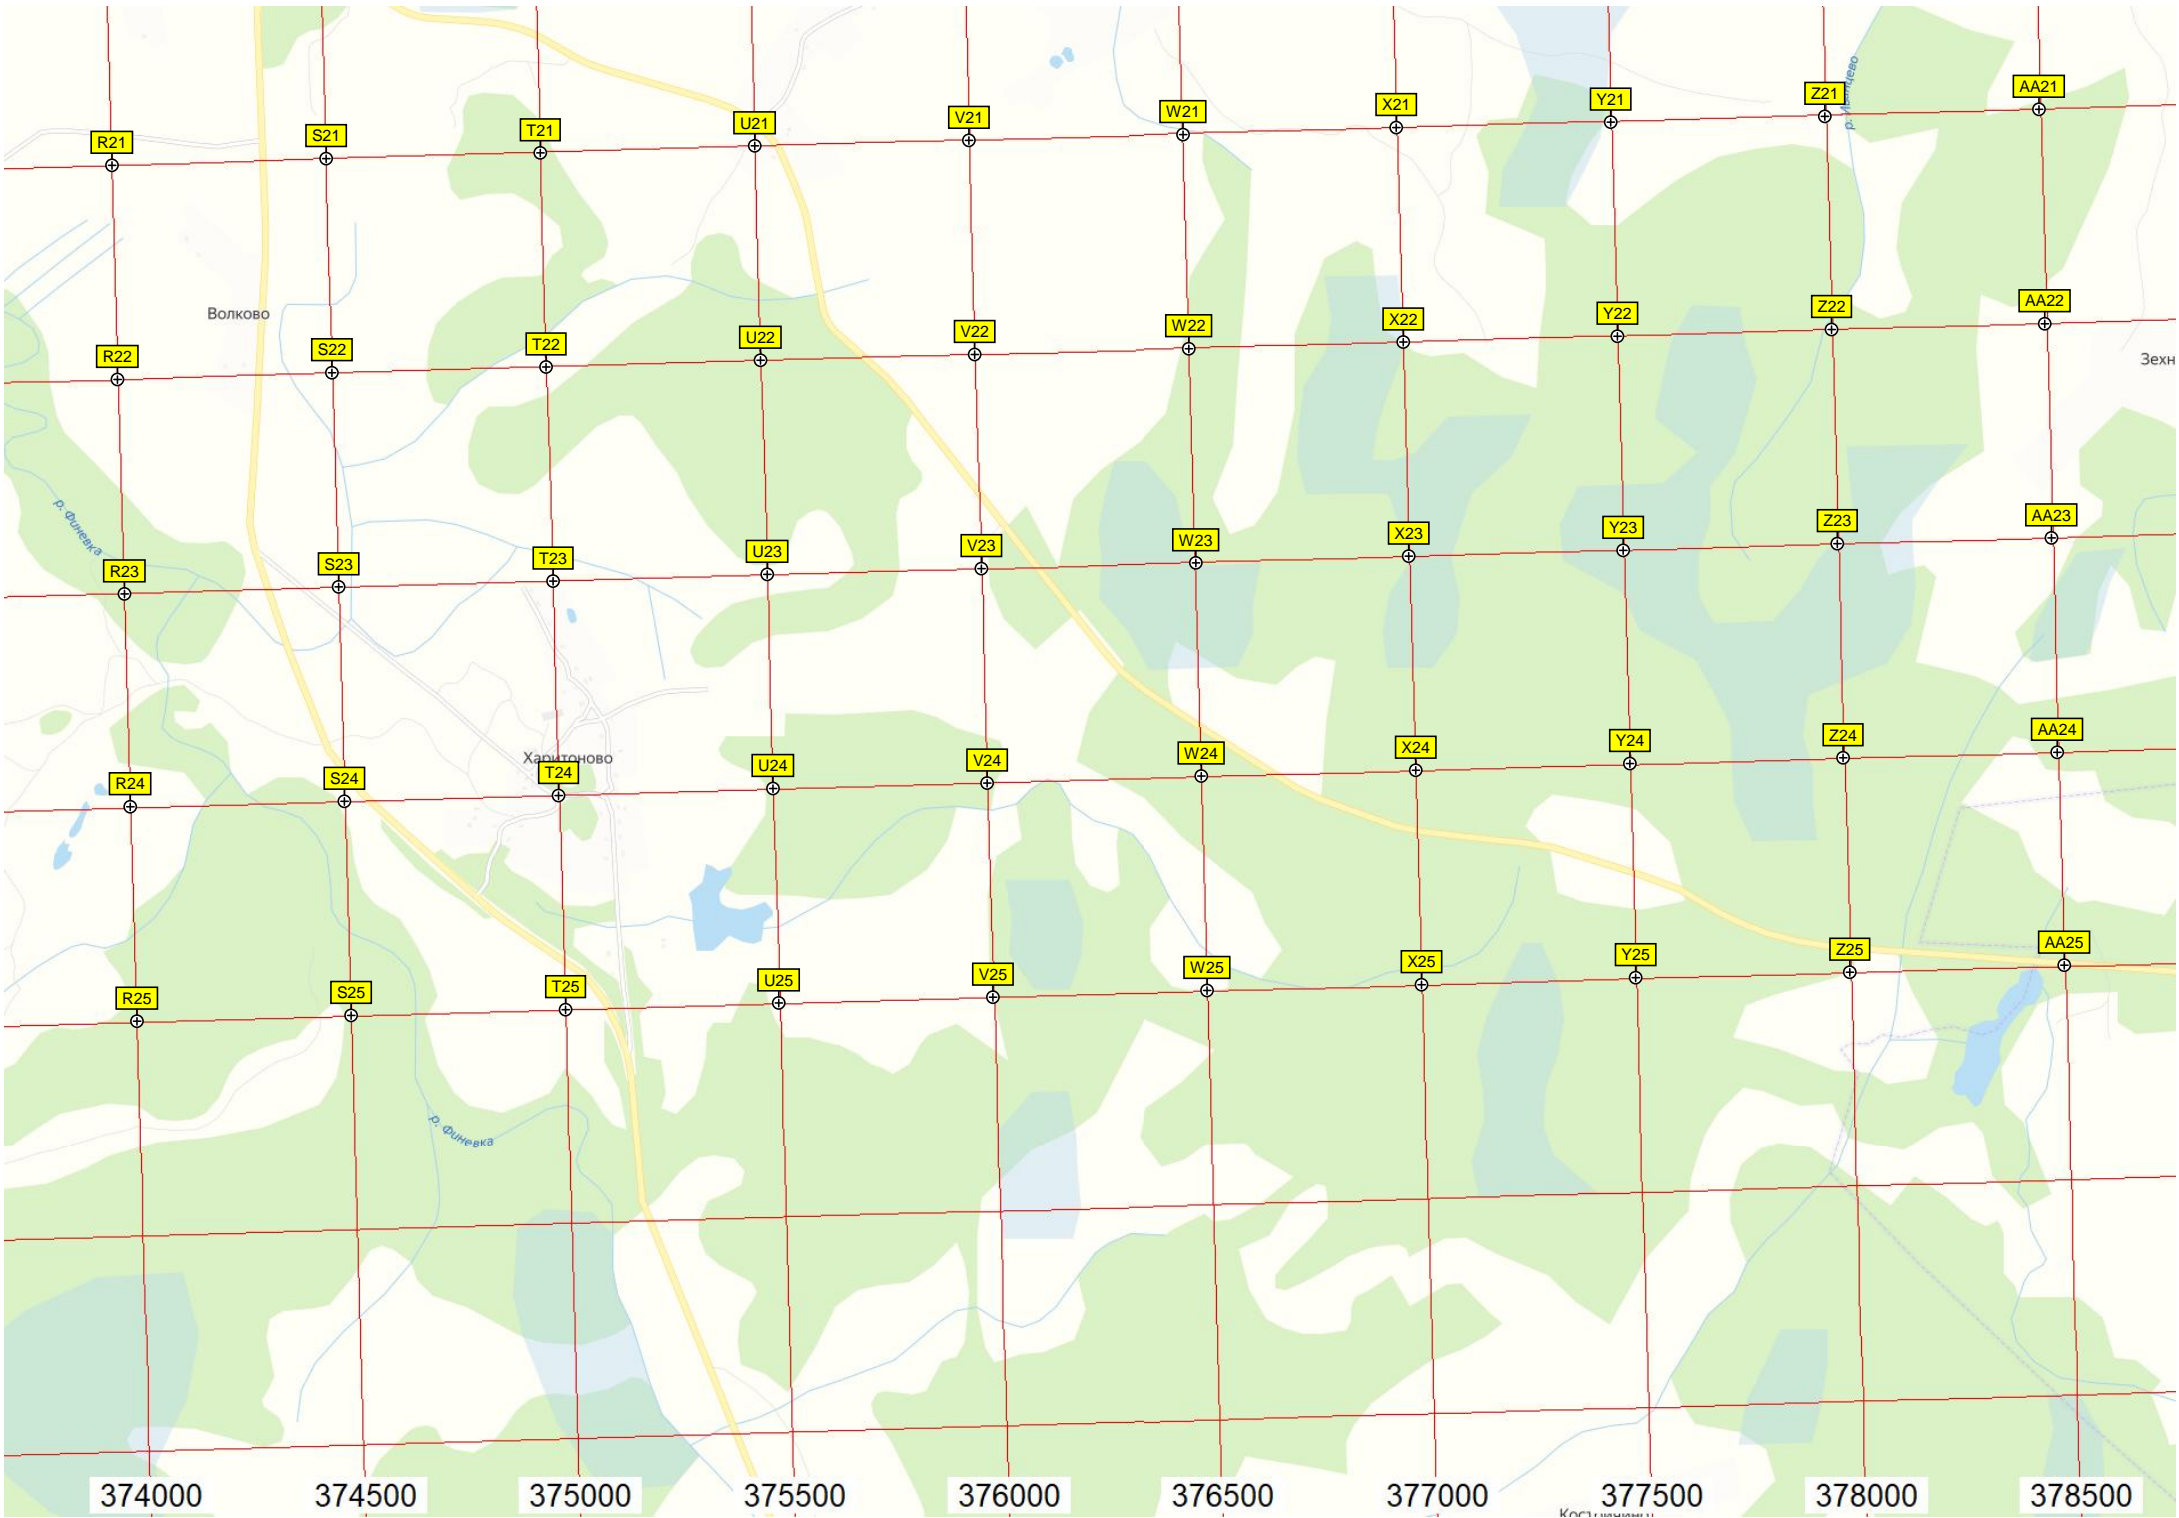 R21 S21 T21 U21 V21 W21 X21 Y21 Z21 AA21
р. Иванцево
Волково
R22 S22 T22 U22 V22 W22 X22 Y22 Z22 AA22
Зехн
р. Финевка
R23 S23 T23 U23 V23 W23 X23 Y23 Z23 AA23
Харитоново
R24 S24 T24 U24 V24 W24 X24 Y24 Z24 AA24
R25 S25 T25 U25 V25 W25 X25 Y25 Z25 AA25
р. Финевка
374000 374500 375000 375500 376000 376500 377000 377500 378000 378500